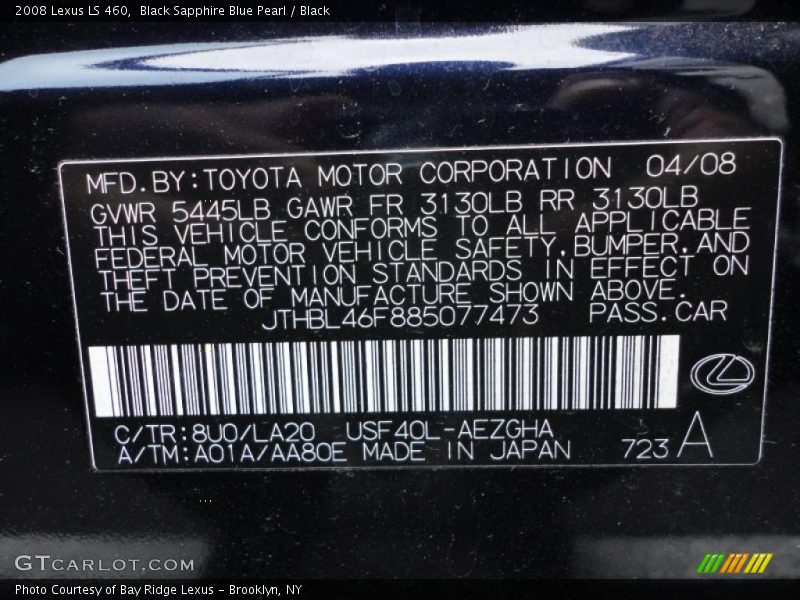 2008 Lexus LS 460, Black Sapphire Blue Pearl / Black
MFD.BY:TOYOTA MOTOR CORPORATION 04/08
GVWR 5445LB GAWR FR 3130LB RR 3130LB
THIS VEHICLE CONFORMS TO ALL APPLICABLE
FEDERAL MOTOR VEHICLE SAFETY,BUMPER,AND
THEFT PREVENTION STANDARDS IN EFFECT ON
THE DATE OF MANUFACTURE SHOWN ABOVE.
JTHBL46F885077473 PASS.CAR
C/TR:8U0/LA20 USF40L-AEZGHA
A/TM:A01A/AA80E MADE IN JAPAN 723 A
GTCARLOT.COM
Photo Courtesy of Bay Ridge Lexus - Brooklyn, NY